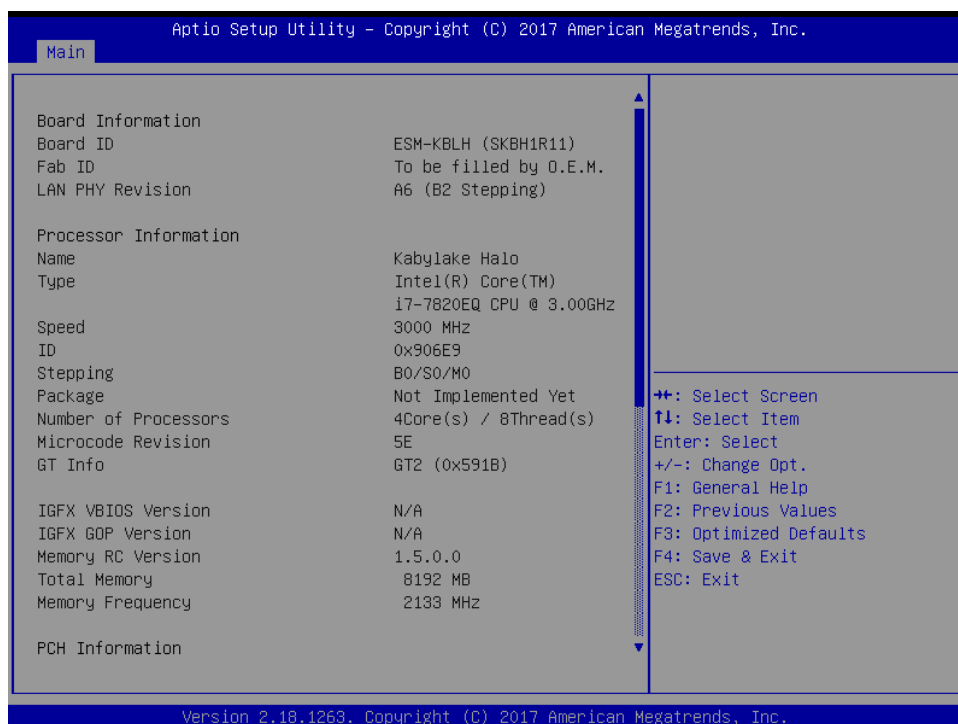 Aptio Setup Utility – Copyright (C) 2017 American Megatrends, Inc.
Main
Board Information
Board ID ESM-KBLH (SKBH1R11)
Fab ID To be filled by O.E.M.
LAN PHY Revision A6 (B2 Stepping)
Processor Information
Name Kabylake Halo
Type Intel(R) Core(TM)
i7-7820EQ CPU @ 3.00GHz
Speed 3000 MHz
ID 0x906E9
Stepping B0/S0/M0
Package Not Implemented Yet
Number of Processors 4Core(s) / 8Thread(s)
Microcode Revision 5E
GT Info GT2 (0x591B)
IGFX VBIOS Version N/A
IGFX GOP Version N/A
Memory RC Version 1.5.0.0
Total Memory 8192 MB
Memory Frequency 2133 MHz
PCH Information
→←: Select Screen
↑↓: Select Item
Enter: Select
+/-: Change Opt.
F1: General Help
F2: Previous Values
F3: Optimized Defaults
F4: Save & Exit
ESC: Exit
Version 2.18.1263. Copyright (C) 2017 American Megatrends, Inc.